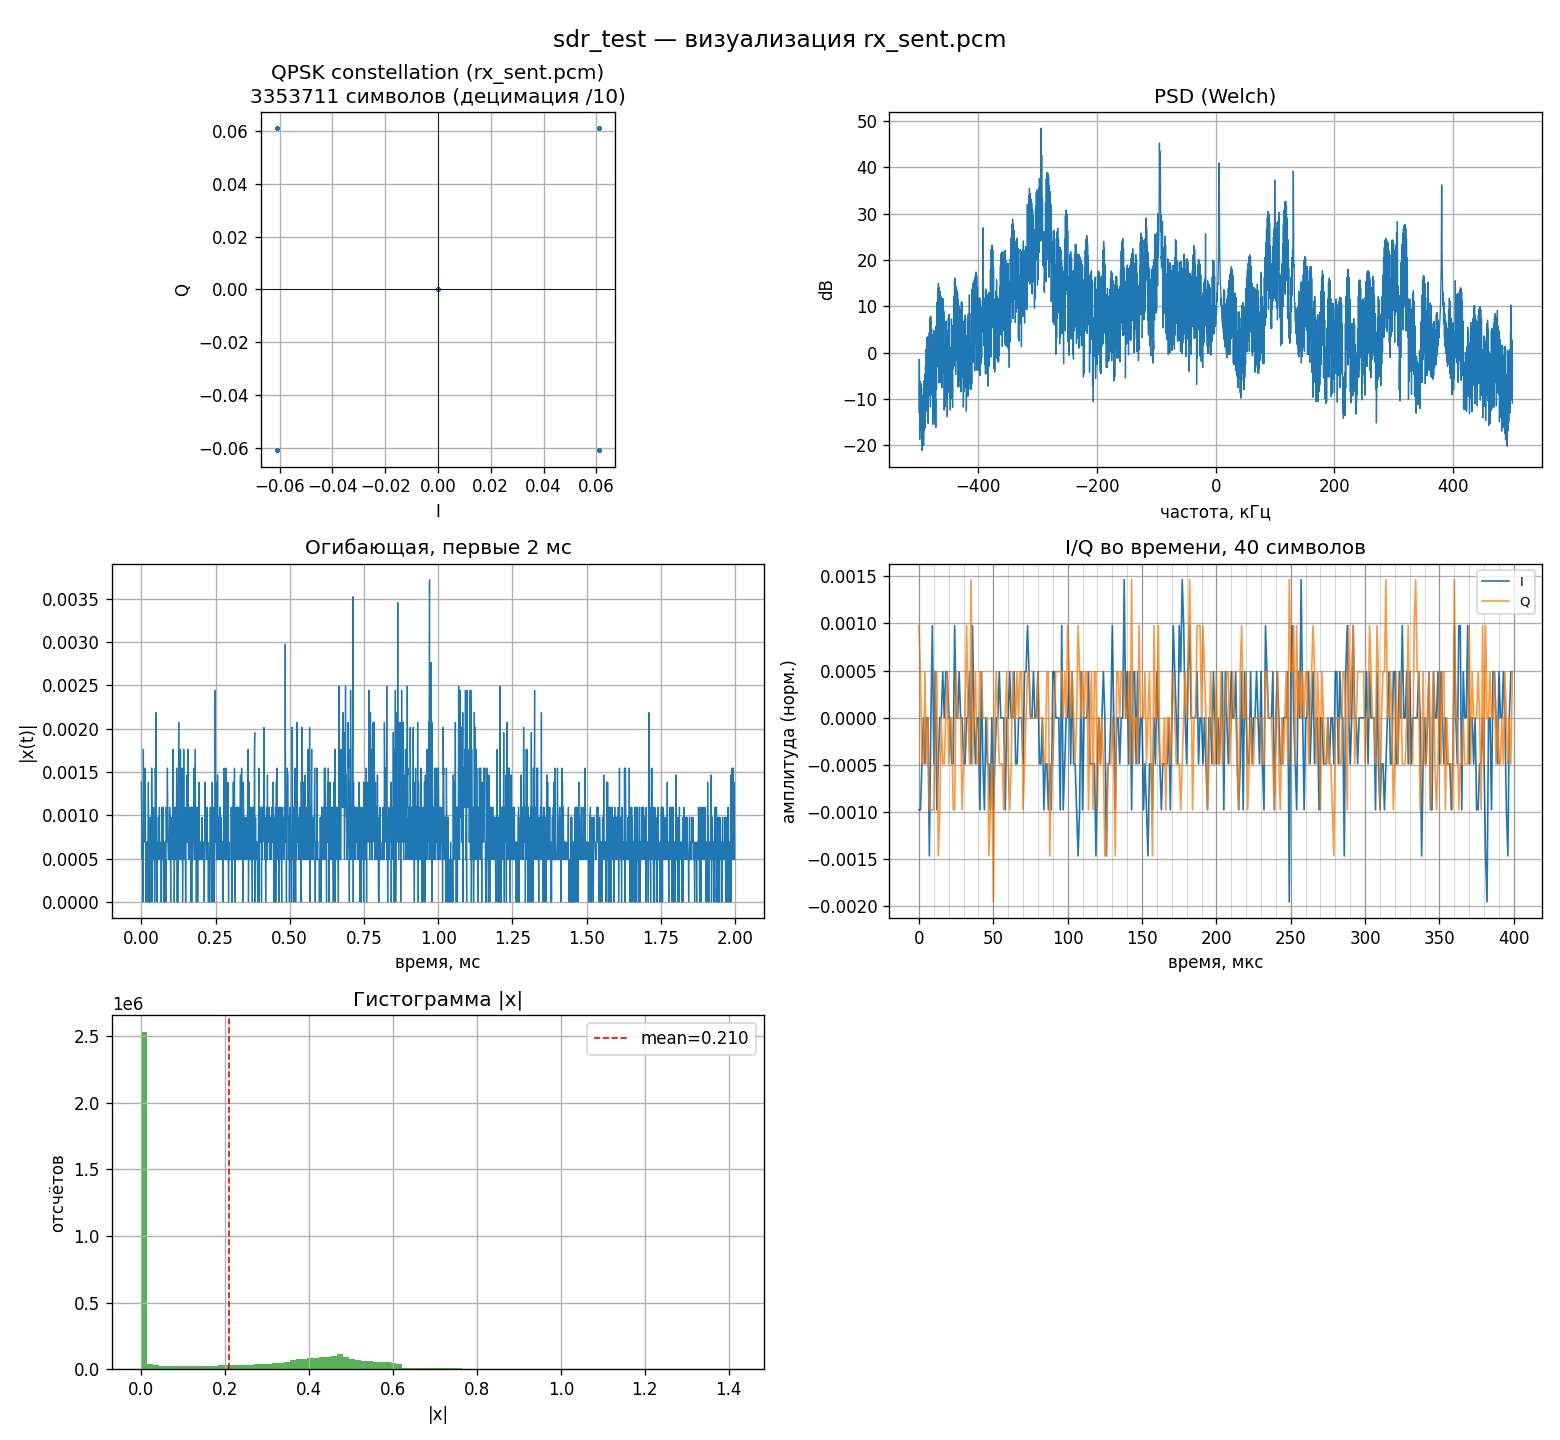 sdr_test — визуализация rx_sent.pcm
QPSK constellation (rx_sent.pcm)
3353711 символов (децимация /10)
0.06
0.04
0.02
0.00
−0.02
−0.04
−0.06
Q
−0.06 −0.04 −0.02 0.00 0.02 0.04 0.06
I
PSD (Welch)
50
40
30
20
10
0
−10
−20
dB
−400 −200 0 200 400
частота, кГц
Огибающая, первые 2 мс
0.0035
0.0030
0.0025
0.0020
0.0015
0.0010
0.0005
0.0000
|x(t)|
0.00 0.25 0.50 0.75 1.00 1.25 1.50 1.75 2.00
время, мс
I/Q во времени, 40 символов
0.0015
0.0010
0.0005
0.0000
−0.0005
−0.0010
−0.0015
−0.0020
амплитуда (норм.)
I
Q
0 50 100 150 200 250 300 350 400
время, мкс
Гистограмма |x|
1e6
2.5
2.0
1.5
1.0
0.5
0.0
отсчётов
mean=0.210
0.0 0.2 0.4 0.6 0.8 1.0 1.2 1.4
|x|